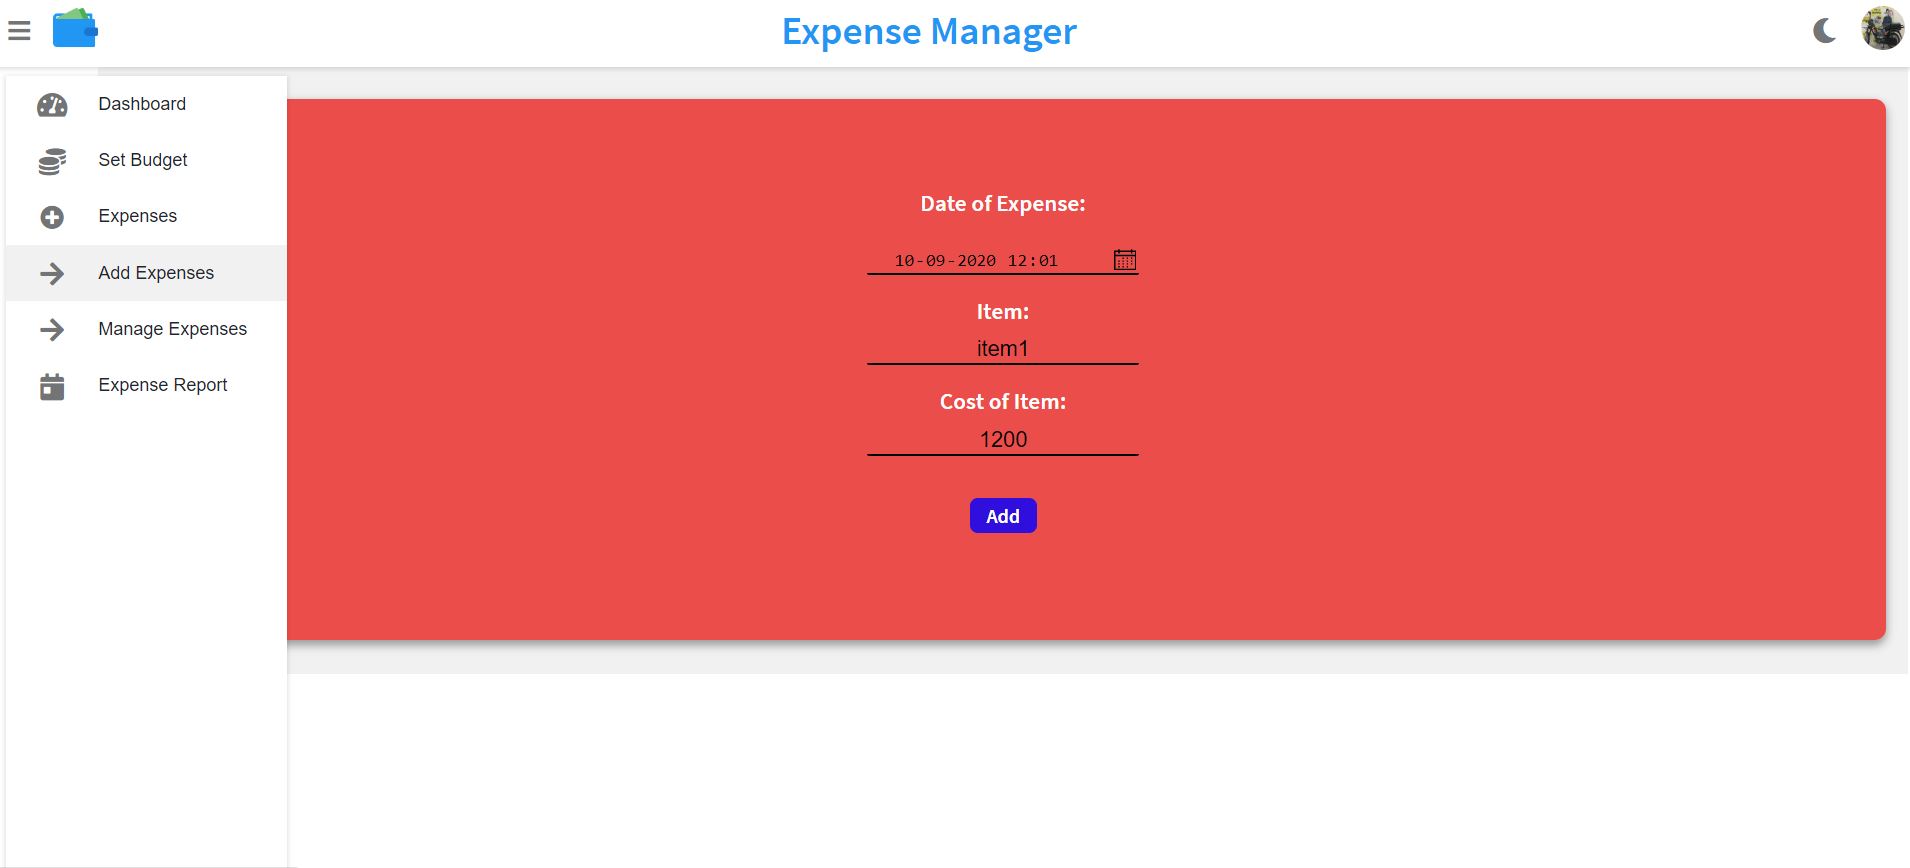 Expense Manager
Dashboard
Set Budget
Expenses
Add Expenses
Manage Expenses
Expense Report
Date of Expense:
10-09-2020 12:01
Item:
item1
Cost of Item:
1200
Add